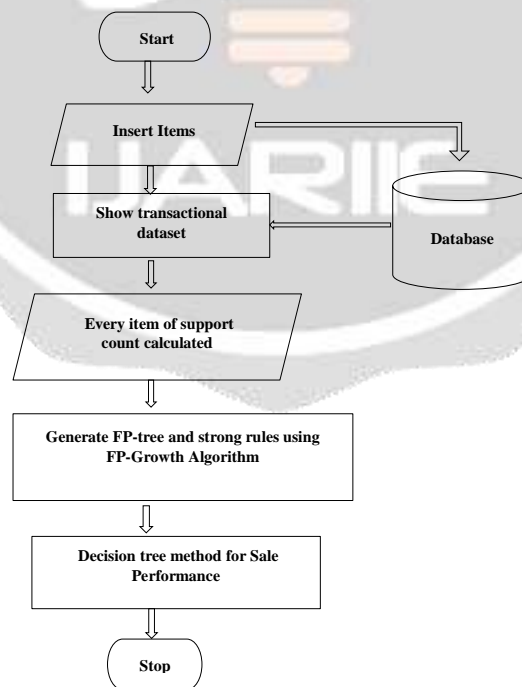 Start
Insert Items
IJARIIE
Show transactional
dataset
Database
Every item of support
count calculated
Generate FP-tree and strong rules using
FP-Growth Algorithm
Decision tree method for Sale
Performance
Stop